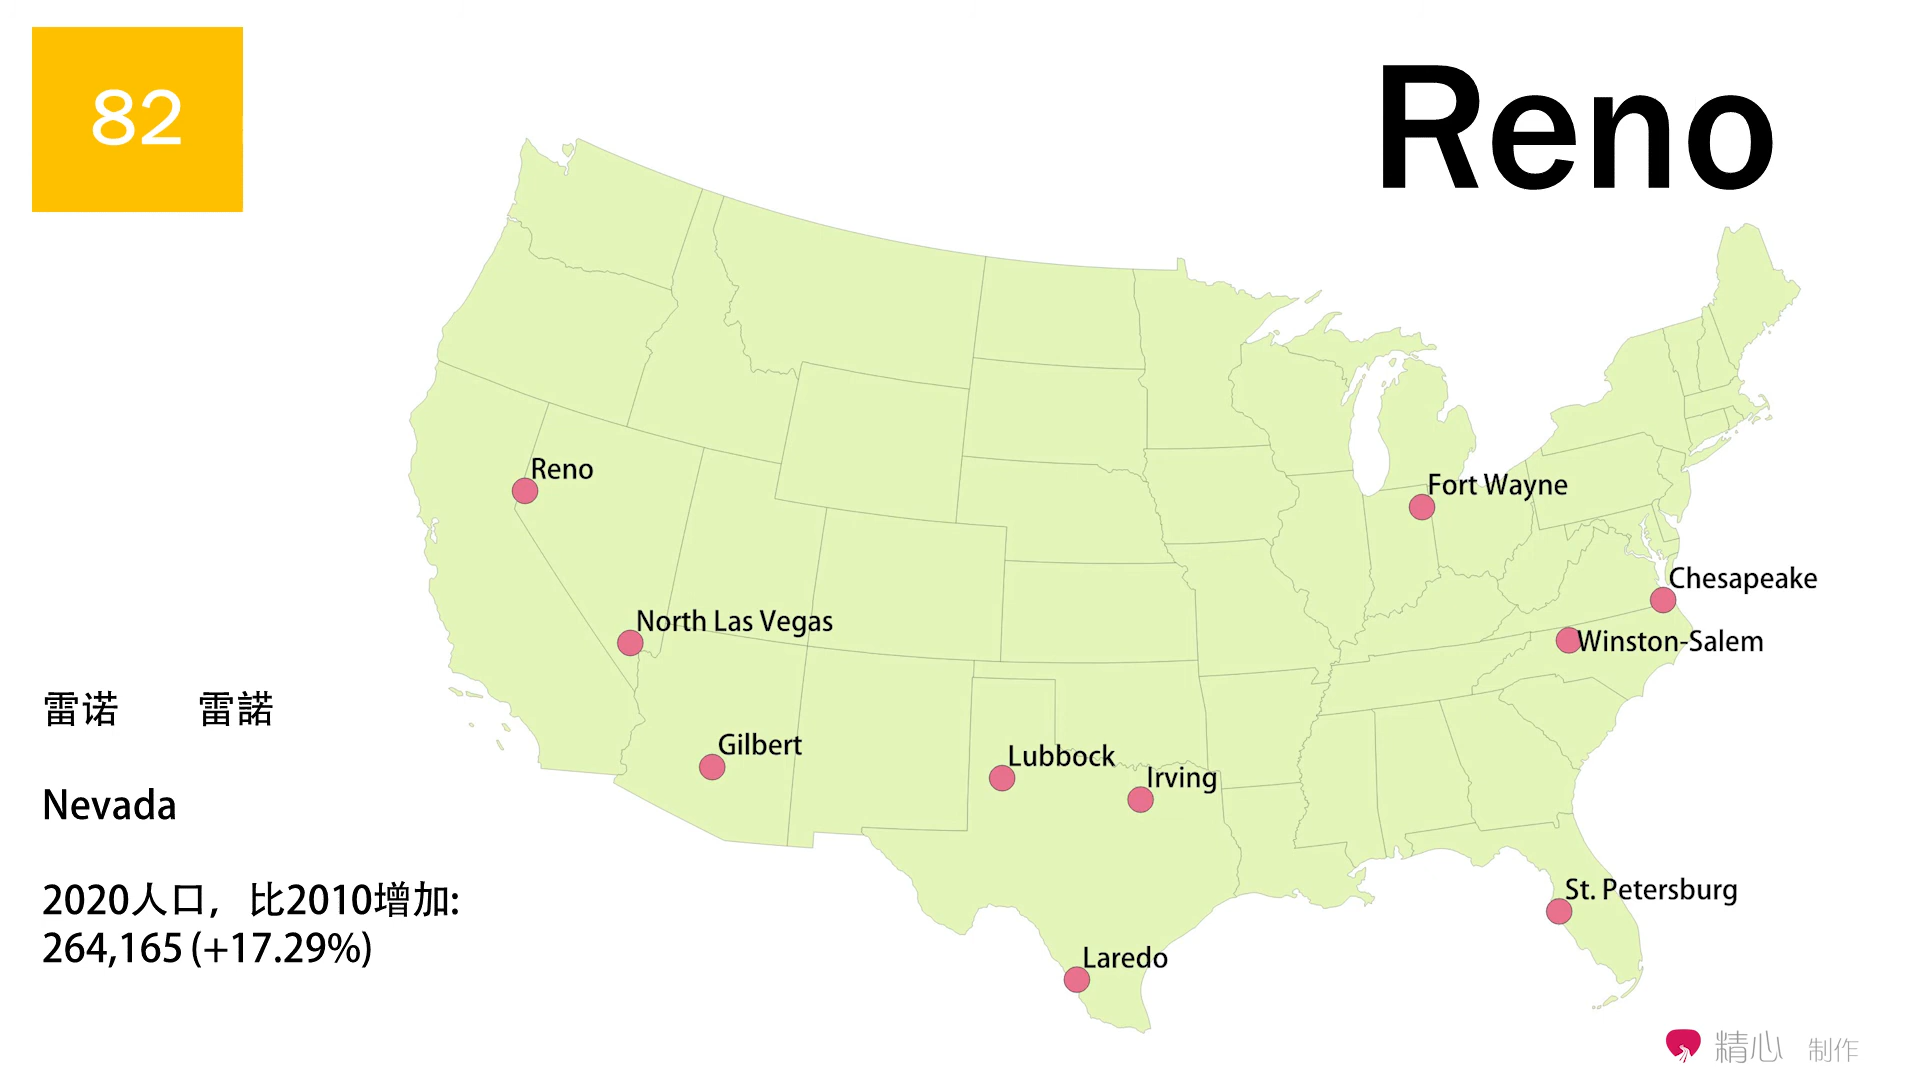 82
Reno
Reno
Fort Wayne
Chesapeake
North Las Vegas
Winston-Salem
雷诺 雷諾
Gilbert
Lubbock
Irving
Nevada
St. Petersburg
2020人口，比2010增加:
264,165 (+17.29%)
Laredo
精心 制作